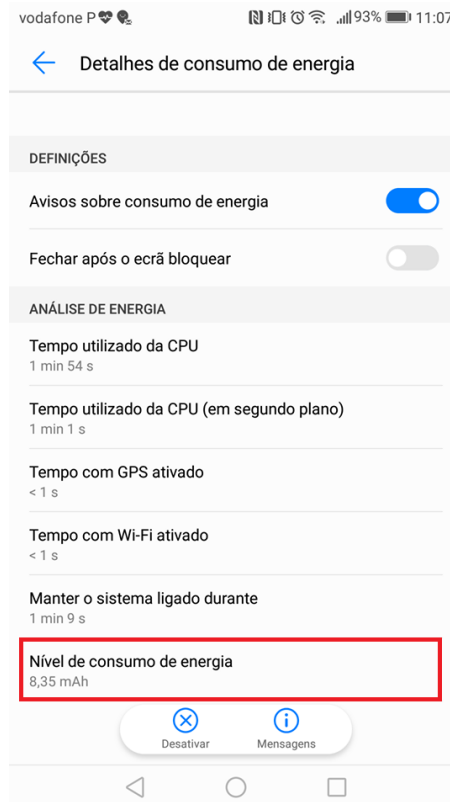 vodafone P 93% 11:07
Detalhes de consumo de energia
DEFINIÇÕES
Avisos sobre consumo de energia
Fechar após o ecrã bloquear
ANÁLISE DE ENERGIA
Tempo utilizado da CPU
1 min 54 s
Tempo utilizado da CPU (em segundo plano)
1 min 1 s
Tempo com GPS ativado
< 1 s
Tempo com Wi-Fi ativado
< 1 s
Manter o sistema ligado durante
1 min 9 s
Nível de consumo de energia
8,35 mAh
Desativar Mensagens